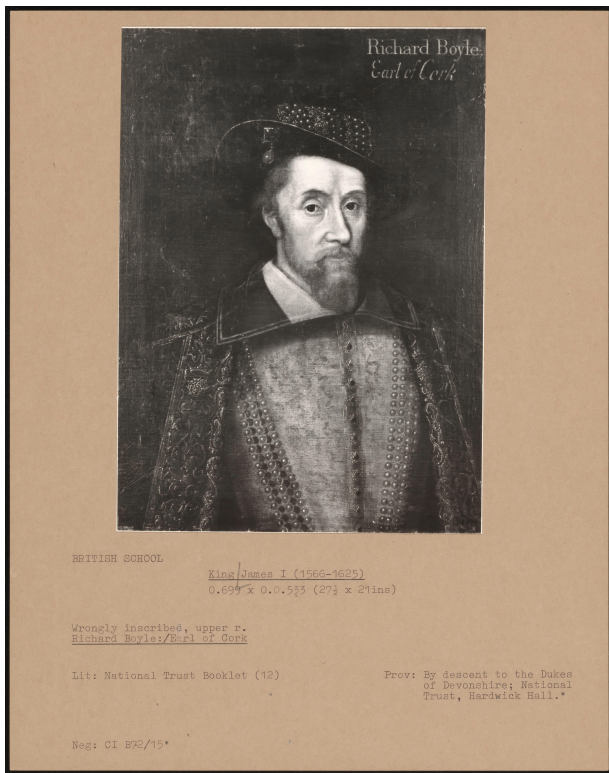 Richard Boyle
Earl of Cork
BRITISH SCHOOL
King James I (1566-1625)
0.699 x 0.0.533 (27½ x 21ins)
Wrongly inscribed, upper r.
Richard Boyle:/Earl of Cork
Lit: National Trust Booklet (12)
Prov: By descent to the Dukes
of Devonshire; National
Trust, Hardwick Hall.*
Neg: CI B72/15*